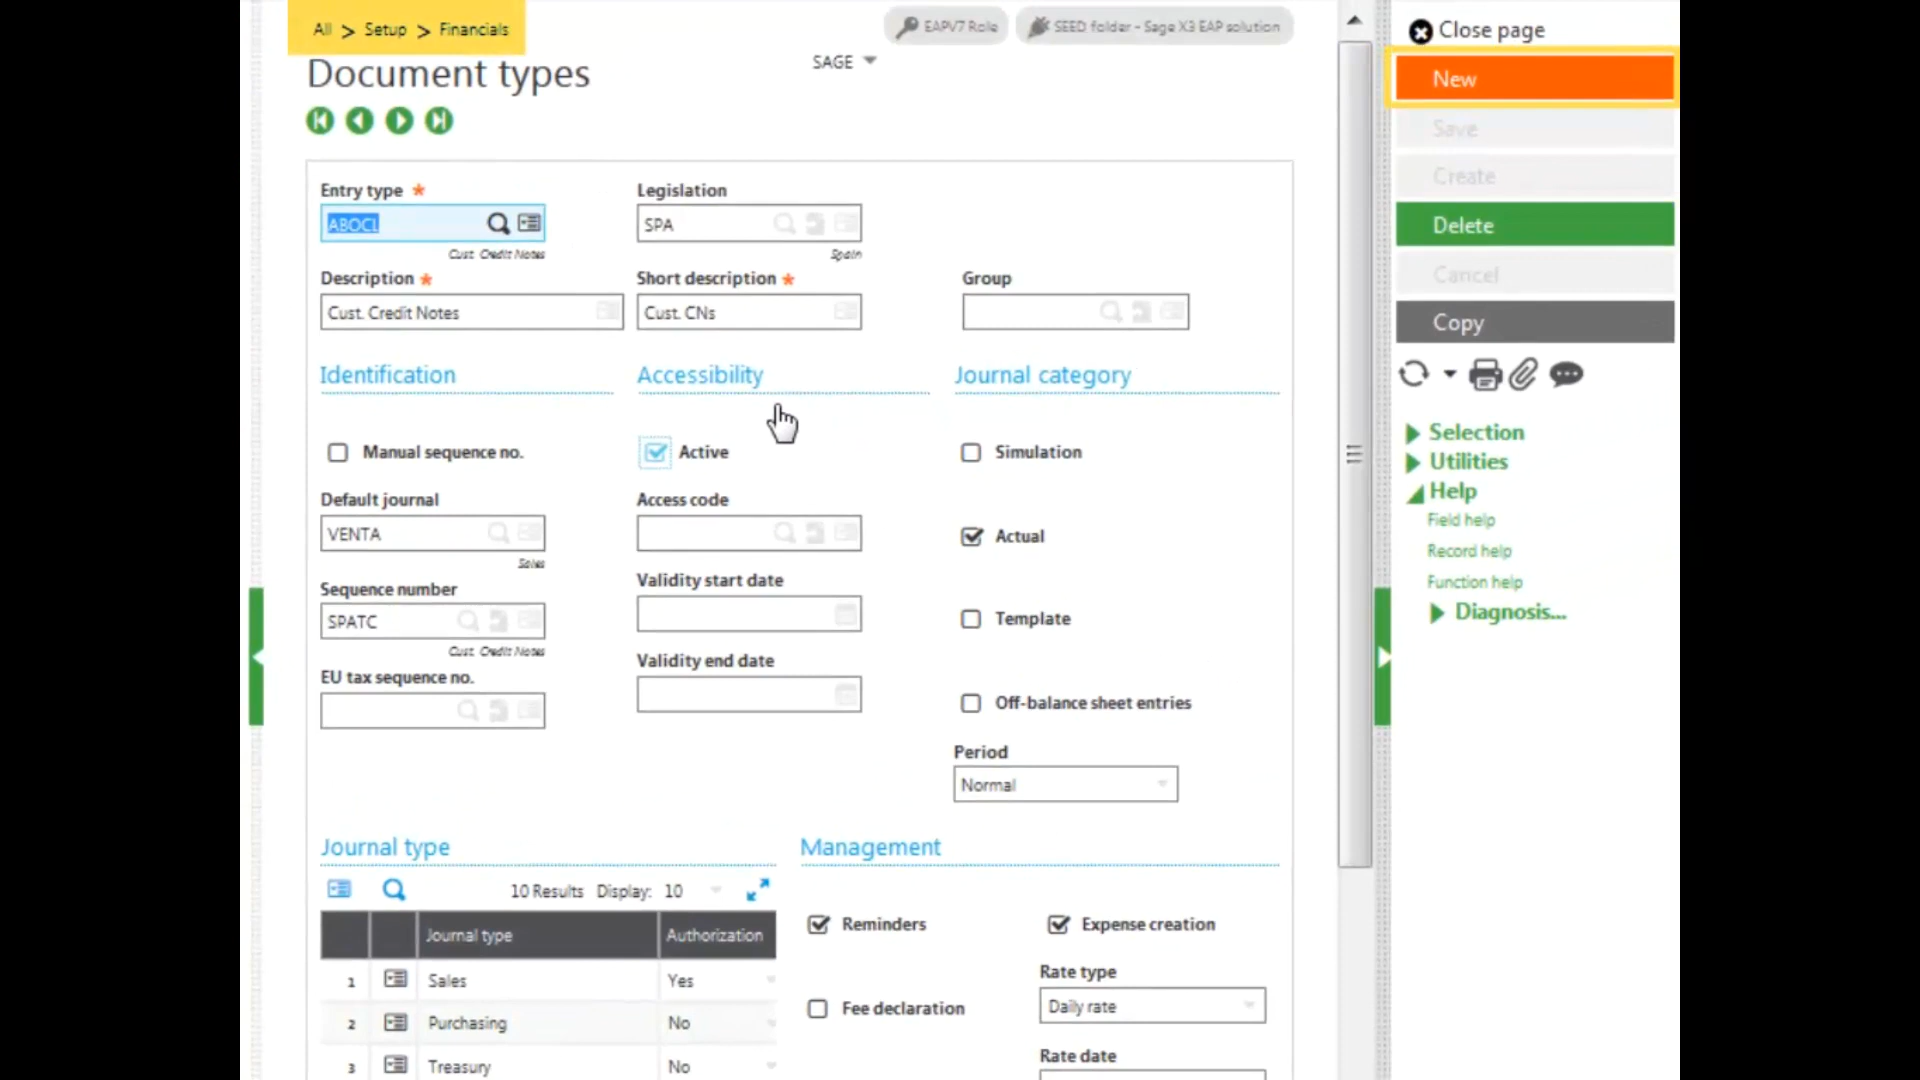 All > Setup > Financials
EAPV7 Role
SEED folder - Sage X3 EAP solution
Close page
SAGE
Document types
New
Save
Create
Delete
Cancel
Copy
Entry type *
Legislation
ABOCL
SPA
Cust. Credit Notes
Spain
Description *
Short description *
Group
Cust. Credit Notes
Cust. CNs
Identification
Accessibility
Journal category
Manual sequence no.
Active
Simulation
Default journal
Access code
VENTA
Sales
Actual
Sequence number
Validity start date
SPATC
Cust. Credit Notes
Template
EU tax sequence no.
Validity end date
Off-balance sheet entries
Period
Normal
Selection
Utilities
Help
Field help
Record help
Function help
Diagnosis...
Journal type
Management
10 Results Display: 10
Journal type
Authorization
1 Sales Yes
2 Purchasing No
3 Treasury No
Reminders
Expense creation
Rate type
Fee declaration
Daily rate
Rate date